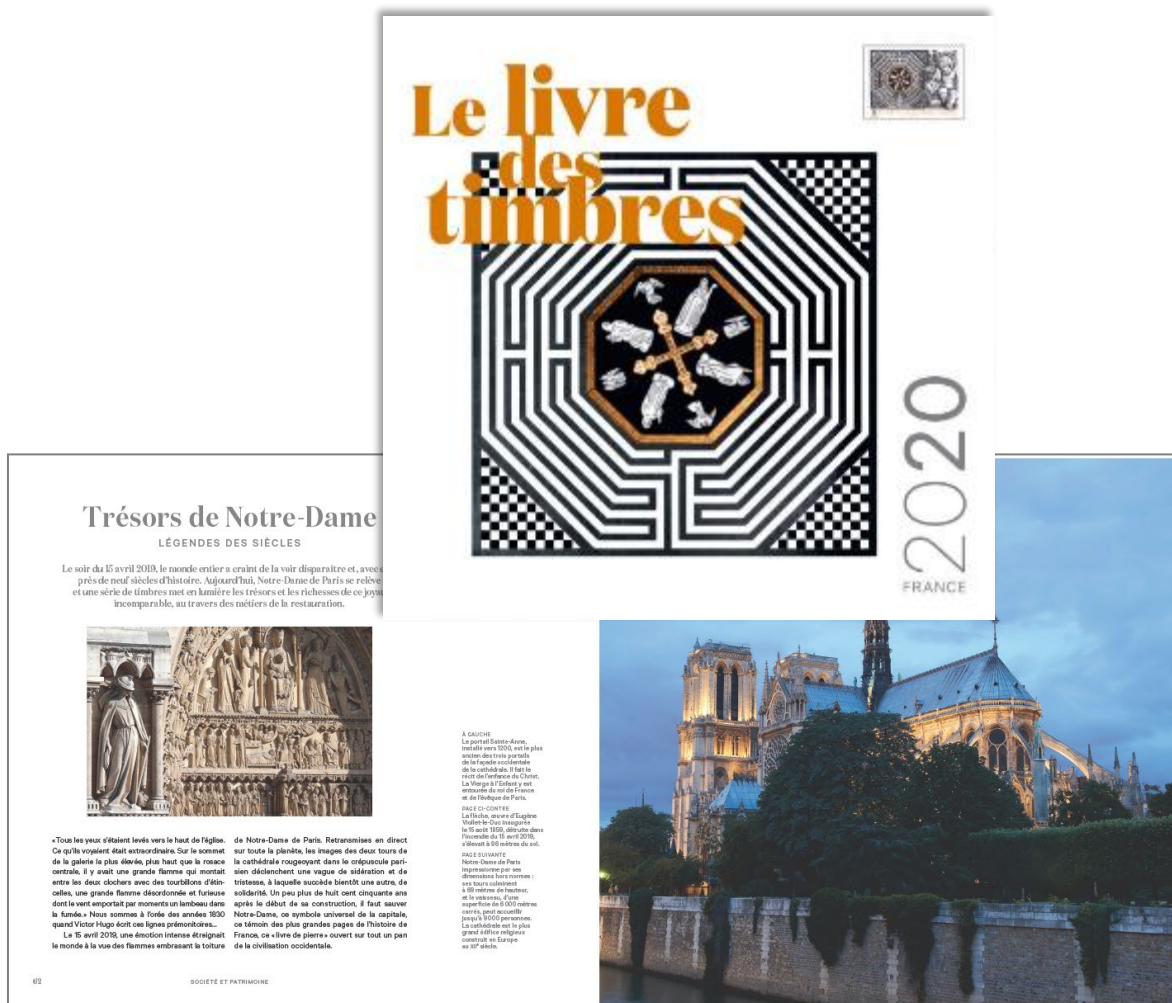 Le livre
des
timbres
2020
FRANCE
Trésors de Notre-Dame
LÉGENDES DES SIÈCLES
Le soir du 15 avril 2019, le monde entier a craint de la voir disparaître et, avec
près de neuf siècles d'histoire. Aujourd'hui, Notre-Dame de Paris se relève
et une série de timbres met en lumière les trésors et les richesses de ce
incomparable, au travers des métiers de la restauration.
«Tous les yeux s'étaient levés vers le haut de l'église.
Ce qu'ils voyaient était extraordinaire. Sur le sommet
de la galerie la plus élevée, plus haut que la rosace
centrale, il y avait une grande flamme qui montait
entre les deux clochers avec des tourbillons d'étin-
celles, une grande flamme désordonnée et furieuse
dont le vent emportait par moments un lambeau dans
la fumée.» Nous sommes à l'orée des années 1830
quand Victor Hugo écrit ces lignes prémonitoires...
Le 15 avril 2019, une émotion intense étreignait
le monde à la vue des flammes embrasant la toiture
de Notre-Dame de Paris. Retransmises en direct
sur toute la planète, les images des deux tours de
la cathédrale rougeoyant dans le crépuscule pari-
sien déclenchent une vague de sidération et de
tristesse, à laquelle succède bientôt une autre, de
solidarité. Un peu plus de huit cent cinquante ans
après le début de sa construction, il faut sauver
Notre-Dame, ce symbole universel de la capitale,
ce témoin des plus grandes pages de l'histoire de
France, ce «livre de pierre» ouvert sur tout un pan
de la civilisation occidentale.
À GAUCHE
Le portail Sainte-Anne,
installé vers 1200, est le plus
ancien des trois portails
de la façade occidentale
de la cathédrale. Il fait le
récit de l'enfance du Christ.
La Vierge à l'Enfant y est
entourée du roi de France
et de l'évêque de Paris.
PAGE CI-CONTRE
La flèche, œuvre d'Eugène
Viollet-le-Duc inaugurée
le 15 août 1859, détruite dans
l'incendie du 15 avril 2019,
s'élevait à 96 mètres du sol.
PAGE SUIVANTE
Notre-Dame de Paris
impressionne par ses
dimensions hors normes :
ses tours culminent
à 69 mètres de hauteur,
et le vaisseau, d'une
superficie de 6 000 mètres
carrés, peut accueillir
jusqu'à 9 000 personnes.
La cathédrale est le plus
grand édifice religieux
construit en Europe
au XIIe siècle.
62
SOCIÉTÉ ET PATRIMOINE